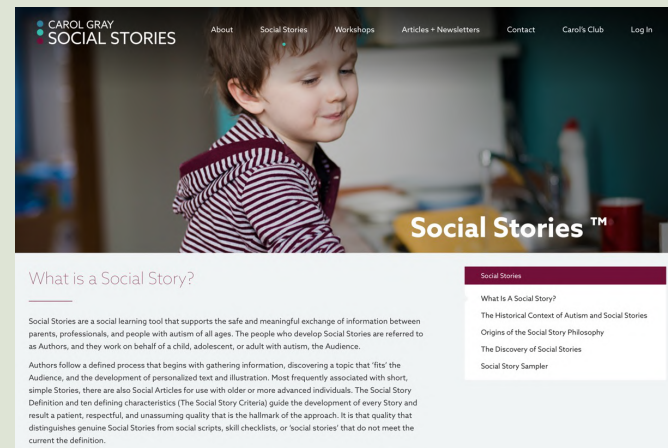 CAROL GRAY
SOCIAL STORIES
About Social Stories Workshops Articles + Newsletters Contact Carol's Club Log In
Social Stories ™
What is a Social Story?
Social Stories are a social learning tool that supports the safe and meaningful exchange of information between
parents, professionals, and people with autism of all ages. The people who develop Social Stories are referred to
as Authors, and they work on behalf of a child, adolescent, or adult with autism, the Audience.
Authors follow a defined process that begins with gathering information, discovering a topic that 'fits' the
Audience, and the development of personalized text and illustration. Most frequently associated with short,
simple Stories, there are also Social Articles for use with older or more advanced individuals. The Social Story
Definition and ten defining characteristics (The Social Story Criteria) guide the development of every Story and
result a patient, respectful, and unassuming quality that is the hallmark of the approach. It is that quality that
distinguishes genuine Social Stories from social scripts, skill checklists, or 'social stories' that do not meet the
current the definition.
Social Stories
What Is A Social Story?
The Historical Context of Autism and Social Stories
Origins of the Social Story Philosophy
The Discovery of Social Stories
Social Story Sampler